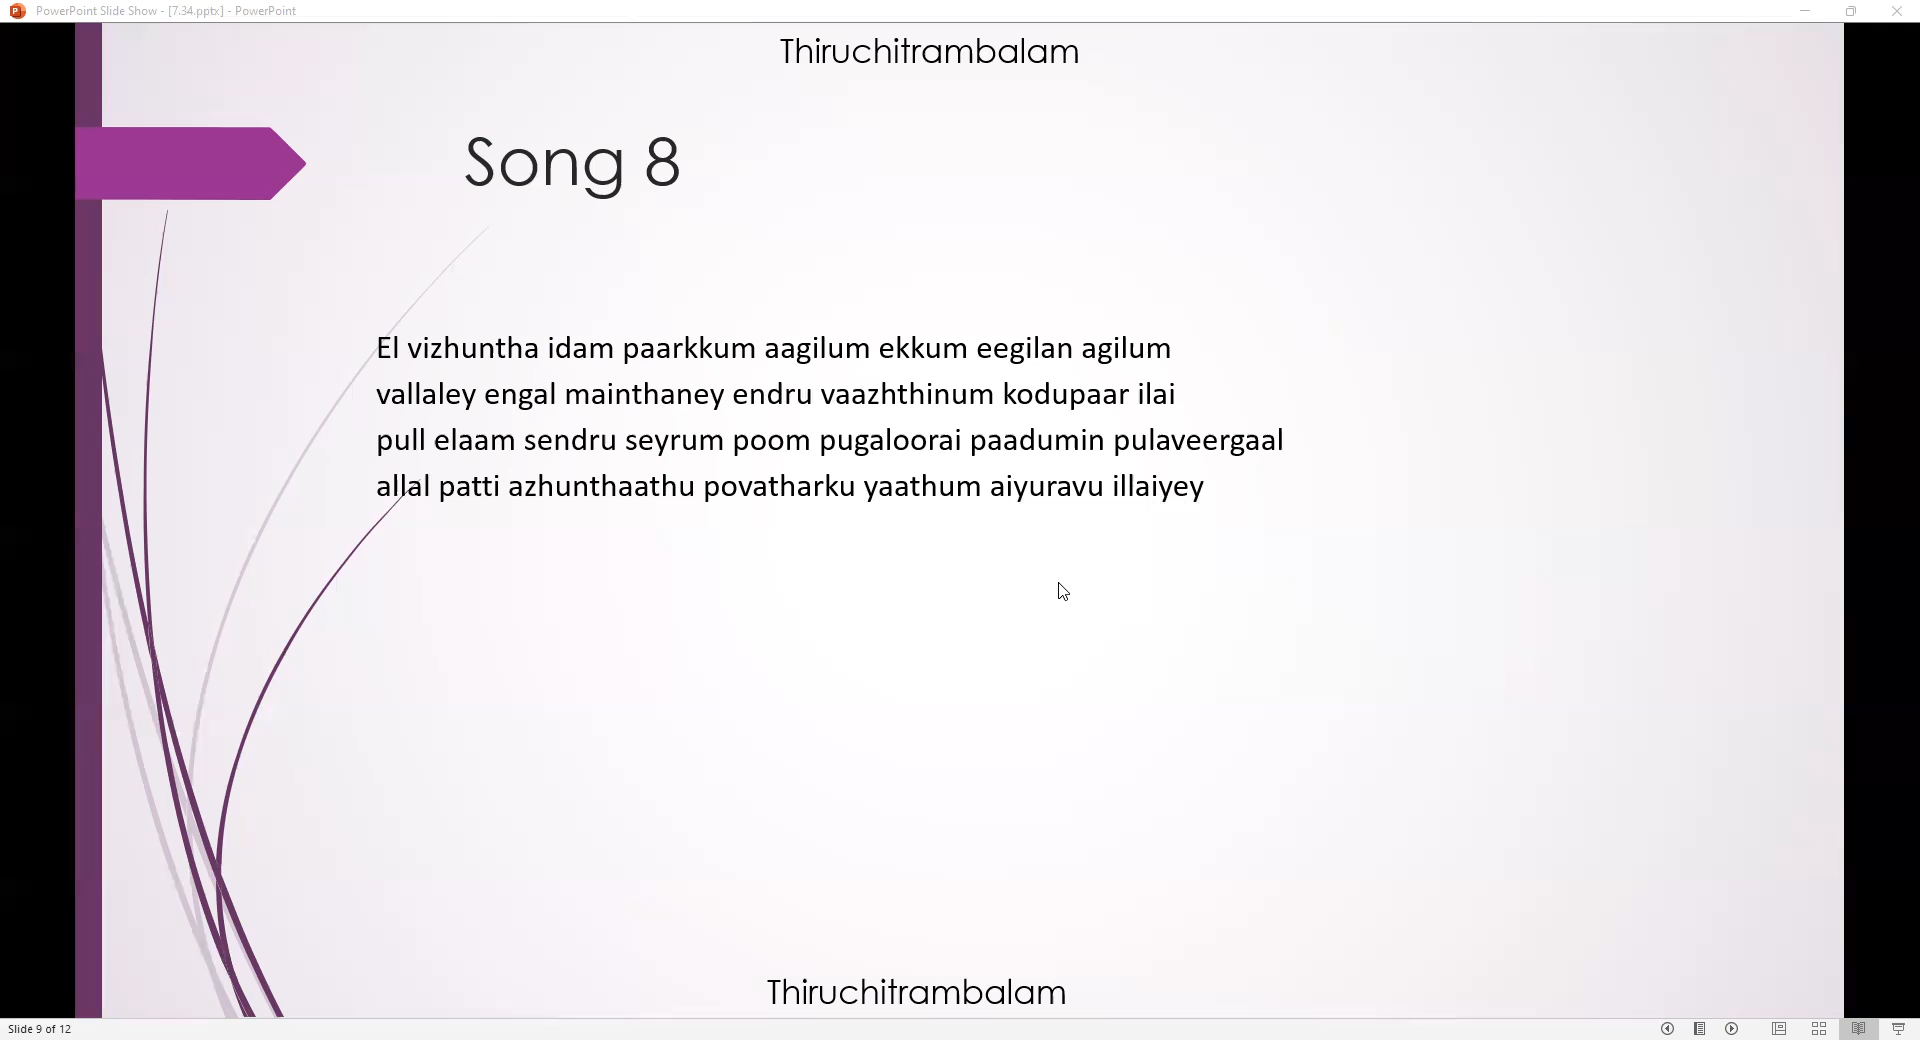 PowerPoint Slide Show - [7.34.pptx] - PowerPoint
Thiruchitrambalam
Song 8
El vizhuntha idam paarkkum aagilum ekkum eegilan agilum
vallaley engal mainthaney endru vaazhthinum kodupaar ilai
pull elaam sendru seyrum poom pugaloorai paadumin pulaveergaal
allal patti azhunthaathu povatharku yaathum aiyuravu illaiyey
Thiruchitrambalam
Slide 9 of 12